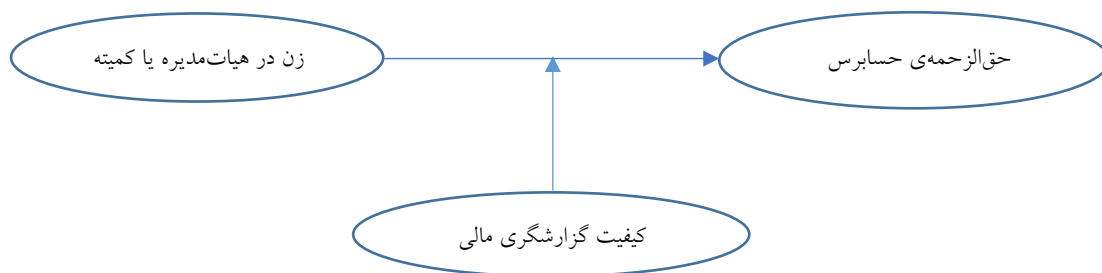 زن در هیات‌مدیره یا کمیته
حق‌الزحمه‌ی حسابرس
کیفیت گزارشگری مالی